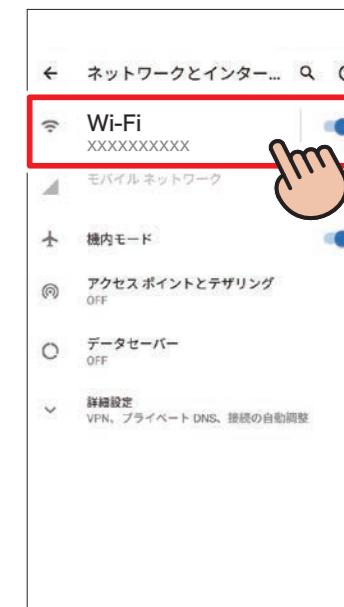 ネットワークとインター...
Wi-Fi
XXXXXXXXXX
モバイル ネットワーク
機内モード
アクセス ポイントとテザリング
OFF
データセーバー
OFF
詳細設定
VPN、プライベート DNS、接続の自動調整